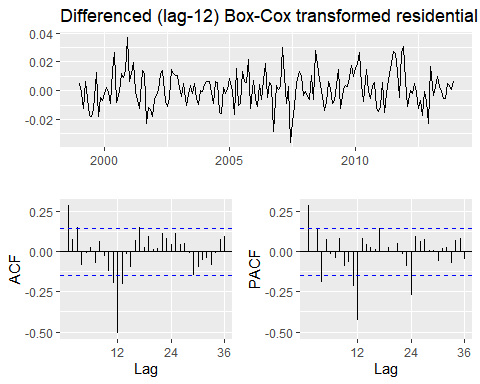 Differenced (lag-12) Box-Cox transformed residential
0.04
0.02
0.00
-0.02
2000 2005 2010
0.25 0.25
0.00 0.00
-0.25 -0.25
-0.50 -0.50
ACF PACF
12 24 36 12 24 36
Lag Lag